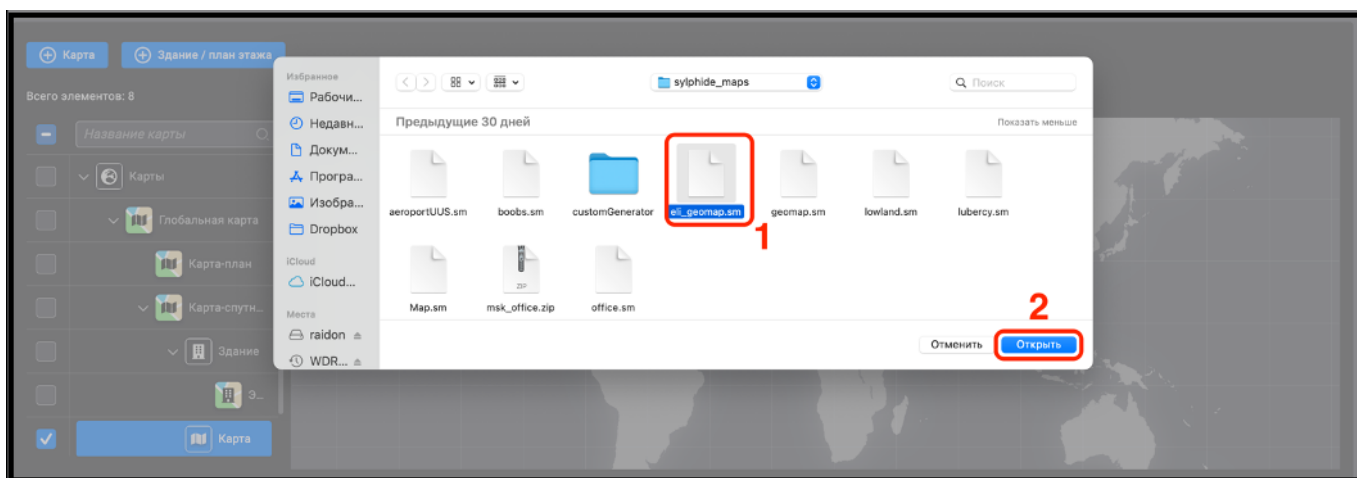 Карта
Здание / план этажа
Всего элементов: 8
Название карты
Карты
Глобальная карта
Карта-план
Карта-спутн...
Здание
Э...
Карта
Избранное
Рабочи...
Недавн...
Докум...
Програ...
Изобра...
Dropbox
iCloud
iCloud...
Места
raidon
WDR...
sylphide_maps
Поиск
Предыдущие 30 дней
Показать меньше
aeroportUUS.sm
boobs.sm
customGenerator
eli_geomap.sm
geomap.sm
lowland.sm
lubercy.sm
1
ZIP
Map.sm
msk_office.zip
office.sm
2
Отменить
Открыть